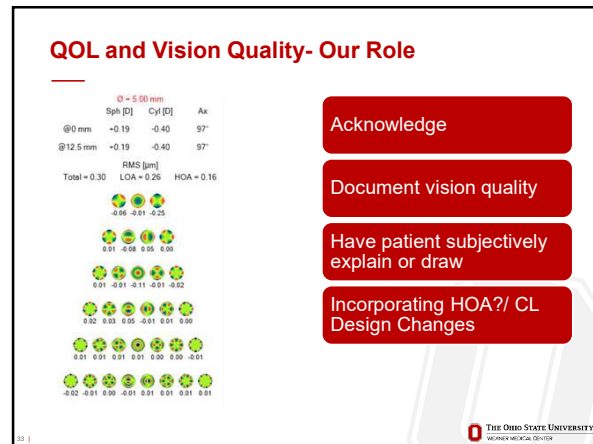 QOL and Vision Quality- Our Role
Ø = 5.00 mm
Sph [D] Cyl [D] Ax
@0 mm +0.19 -0.40 97°
@12.5 mm +0.19 -0.40 97°
RMS [µm]
Total = 0.30 LOA = 0.26 HOA = 0.16
-0.06 -0.01 -0.25
0.01 -0.08 0.05 0.00
0.01 -0.01 -0.11 -0.01 -0.02
0.02 0.03 0.05 -0.01 0.01 0.00
0.01 0.01 0.01 0.01 0.00 0.00 -0.01
-0.02 -0.01 0.00 -0.01 0.01 0.01 0.01 0.01
Acknowledge
Document vision quality
Have patient subjectively
explain or draw
Incorporating HOA?/ CL
Design Changes
33 |
THE OHIO STATE UNIVERSITY
WEXNER MEDICAL CENTER